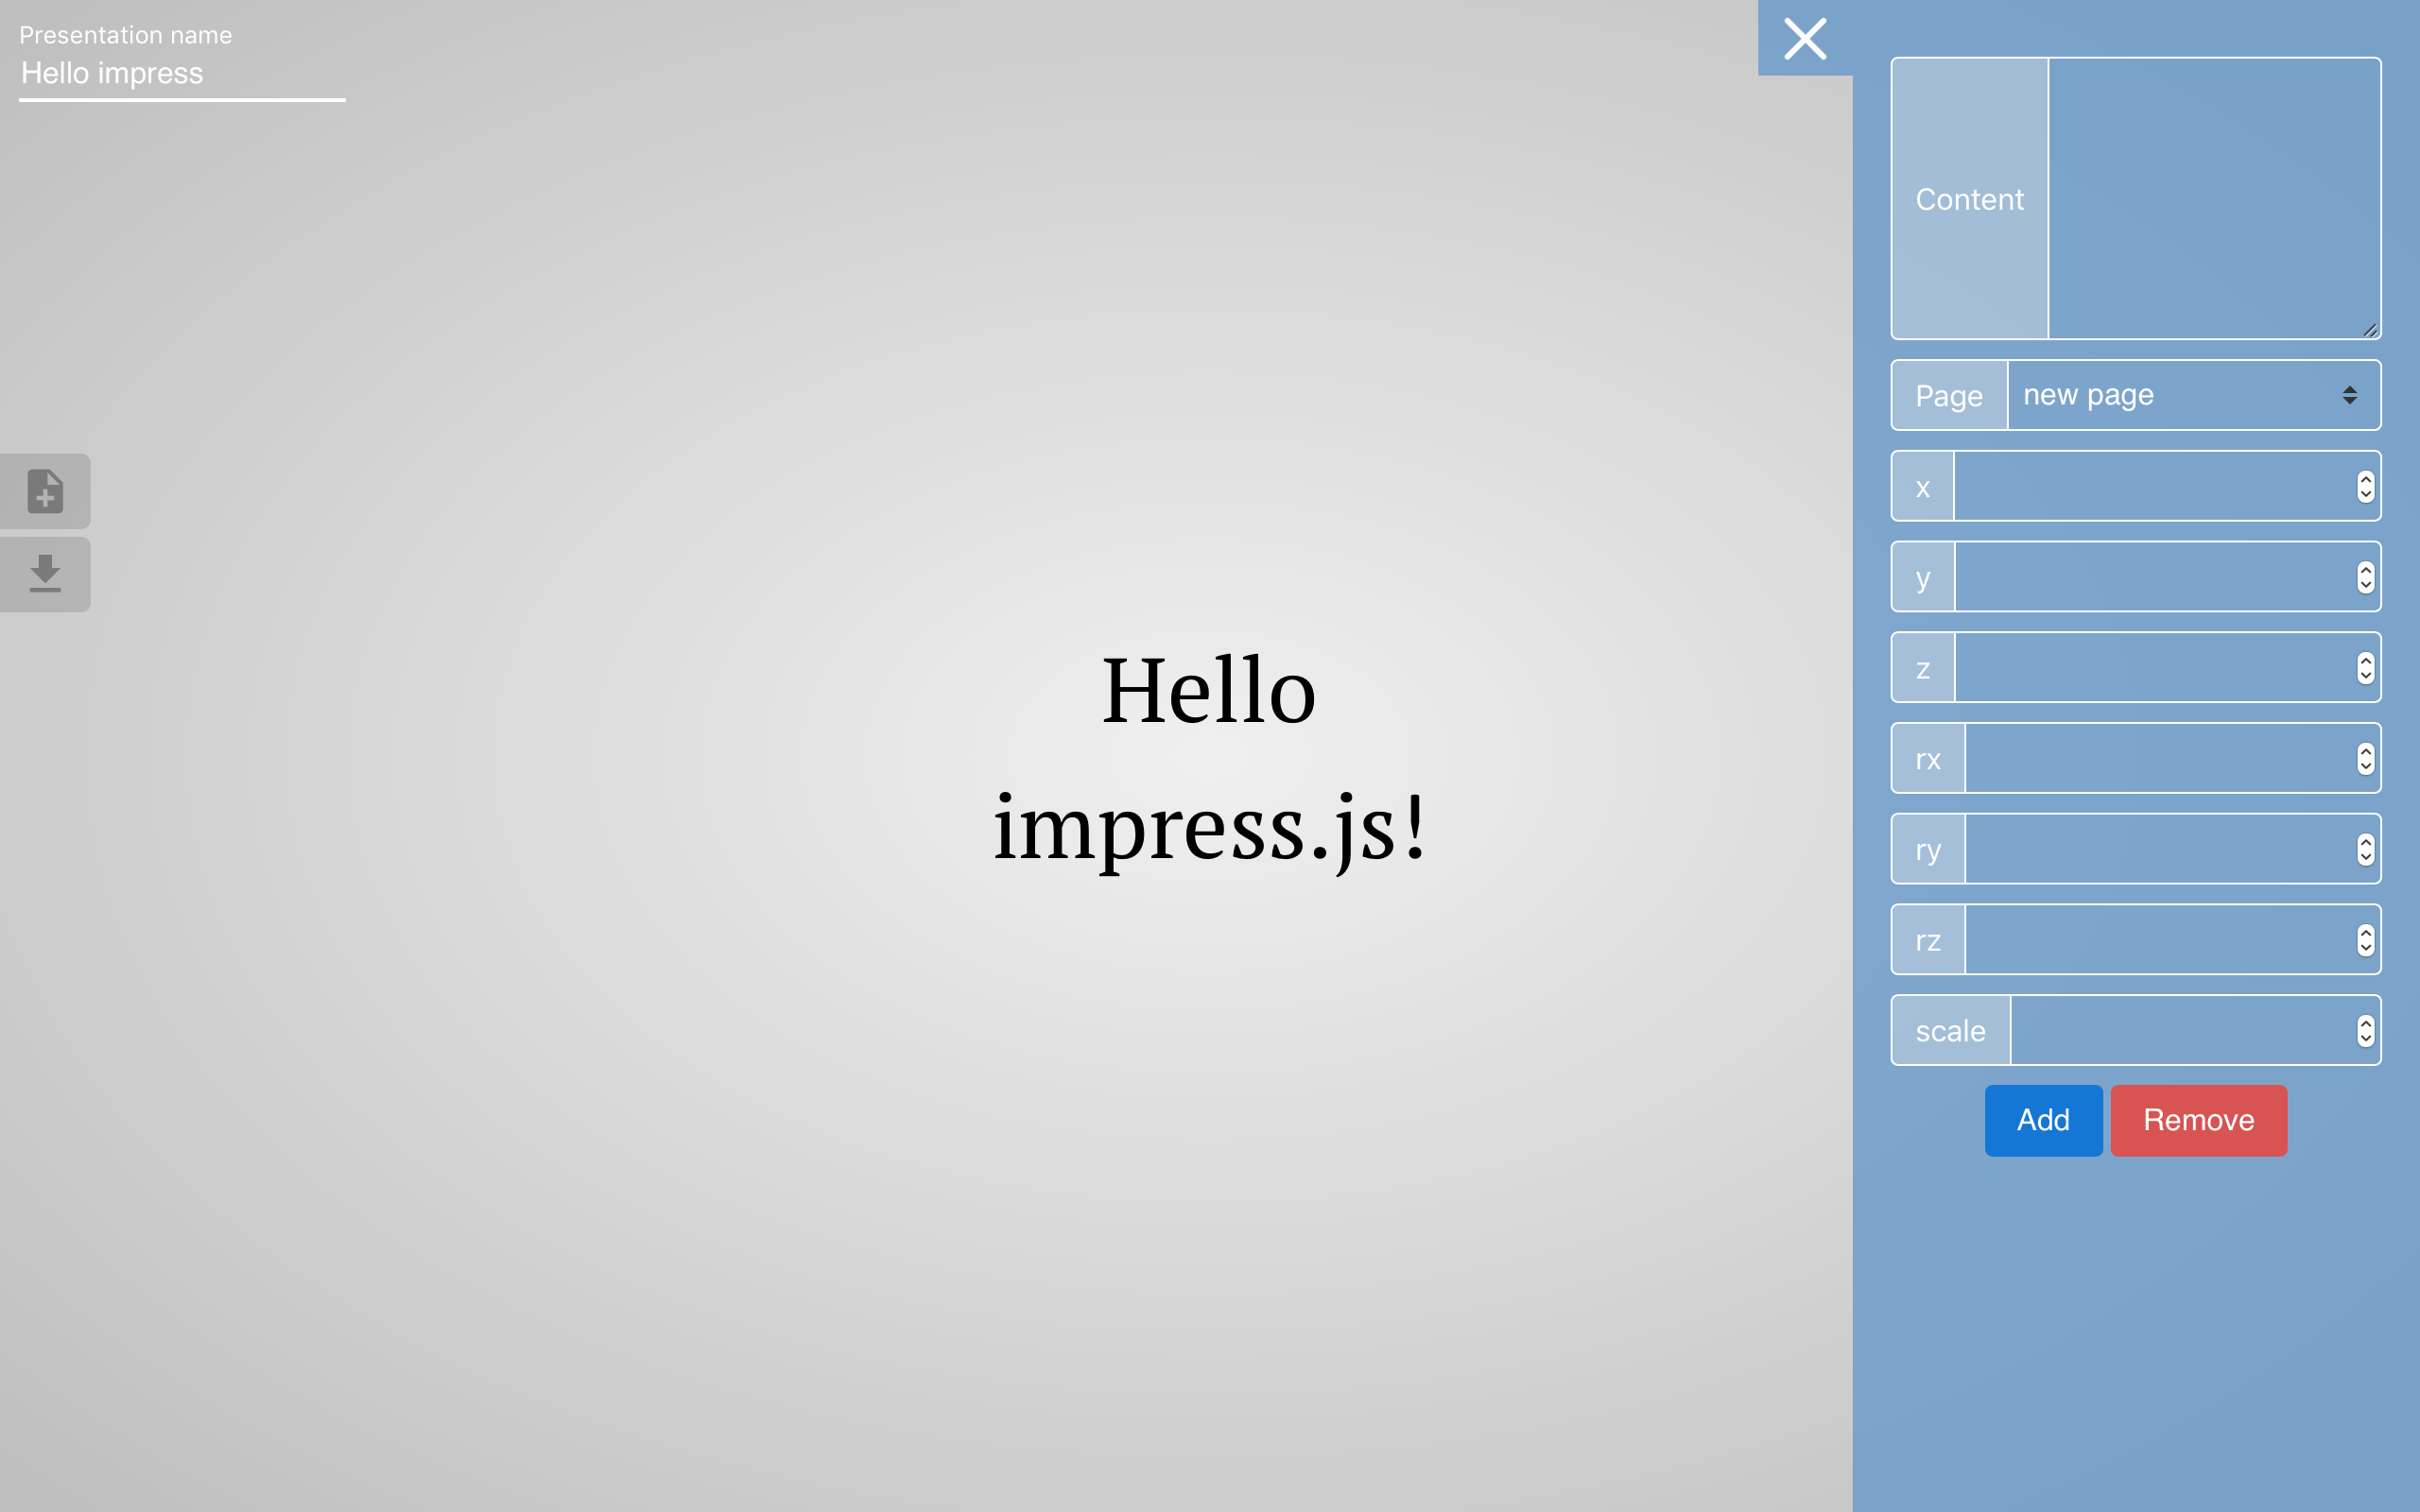 Presentation name
Hello impress
Hello
impress.js!
Content
Page
new page
x
y
z
rx
ry
rz
scale
Add
Remove